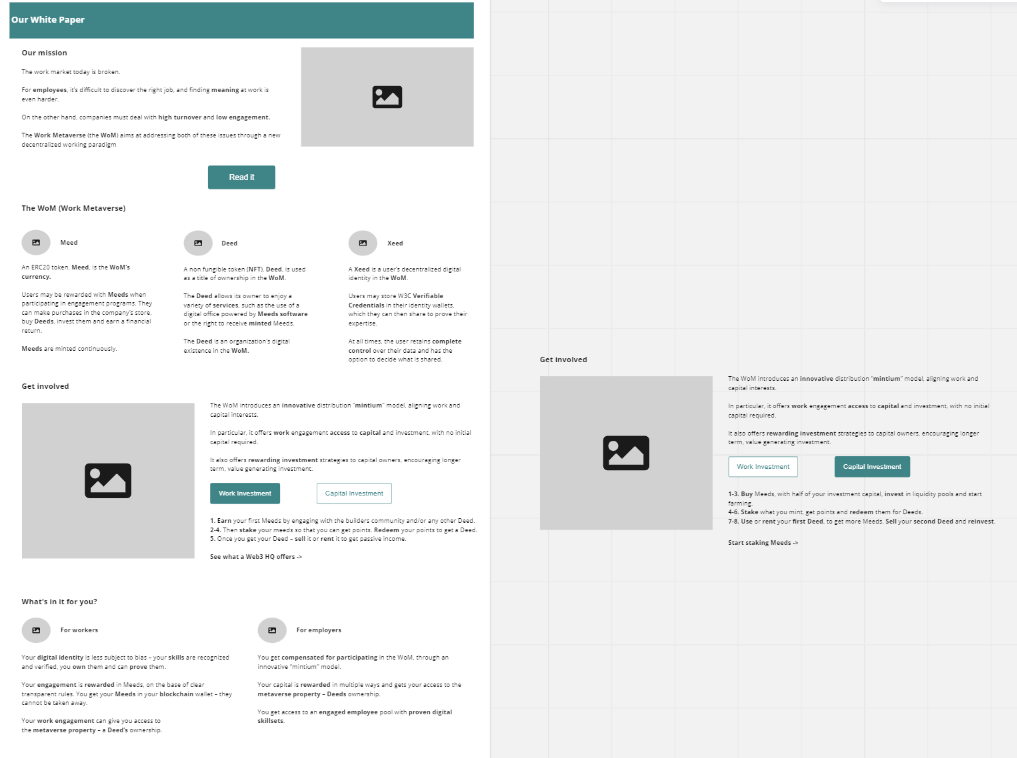 Our White Paper
Our mission
The work market today is broken.
For employees, it's difficult to discover the right job, and finding meaning at work is
even harder.
On the other hand, companies must deal with high turnover and low engagement.
The Work Metaverse (the WoM) aims at addressing both of these issues through a new
decentralized working paradigm
Read it
The WoM (Work Metaverse)
Meed
An ERC20 token, Meed, is the WoM's
currency.
Users may be rewarded with Meeds when
participating in engagement programs. They
can make purchases in the company's store,
buy Deeds, invest them and earn a financial
return.
Meeds are minted continuously.
Deed
A non fungible token (NFT), Deed, is used
as a title of ownership in the WoM.
The Deed allows its owner to enjoy a
variety of services, such as the use of a
digital office powered by Meeds software
or the right to receive minted Meeds.
The Deed is an organization's digital
existence in the WoM.
Xeed
A Xeed is a user's decentralized digital
identity in the WoM.
Users may store W3C Verifiable
Credentials in their identity wallets,
which they can then share to prove their
expertise.
At all times, the user retains complete
control over their data and has the
option to decide what is shared.
Get involved
The WoM introduces an innovative distribution "mintium" model, aligning work and
capital interests.
In particular, it offers work engagement access to capital and investment, with no initial
capital required.
It also offers rewarding investment strategies to capital owners, encouraging longer
term, value generating investment.
Work Investment
Capital Investment
1. Earn your first Meeds by engaging with the builders community and/or any other Deed.
2-4. Then stake your meeds so that you can get points. Redeem your points to get a Deed.
5. Once you get your Deed – sell it or rent it to get passive income.
See what a Web3 HQ offers ->
What's in it for you?
For workers
Your digital identity is less subject to bias – your skills are recognized
and verified, you own them and can prove them.
Your engagement is rewarded in Meeds, on the base of clear
transparent rules. You get your Meeds in your blockchain wallet – they
cannot be taken away.
Your work engagement can give you access to
the metaverse property – a Deed's ownership.
For employers
You get compensated for participating in the WoM, through an
innovative "mintium" model.
Your capital is rewarded in multiple ways and gets your access to the
metaverse property – Deeds ownership.
You get access to an engaged employee pool with proven digital
skillsets.
Get involved
The WoM introduces an innovative distribution "mintium" model, aligning work and
capital interests.
In particular, it offers work engagement access to capital and investment, with no initial
capital required.
It also offers rewarding investment strategies to capital owners, encouraging longer
term, value generating investment.
Work Investment
Capital Investment
1-3. Buy Meeds, with half of your investment capital, invest in liquidity pools and start
farming.
4-6. Stake what you mint, get points and redeem them for Deeds.
7-8. Use or rent your first Deed, to get more Meeds. Sell your second Deed and reinvest.
Start staking Meeds ->